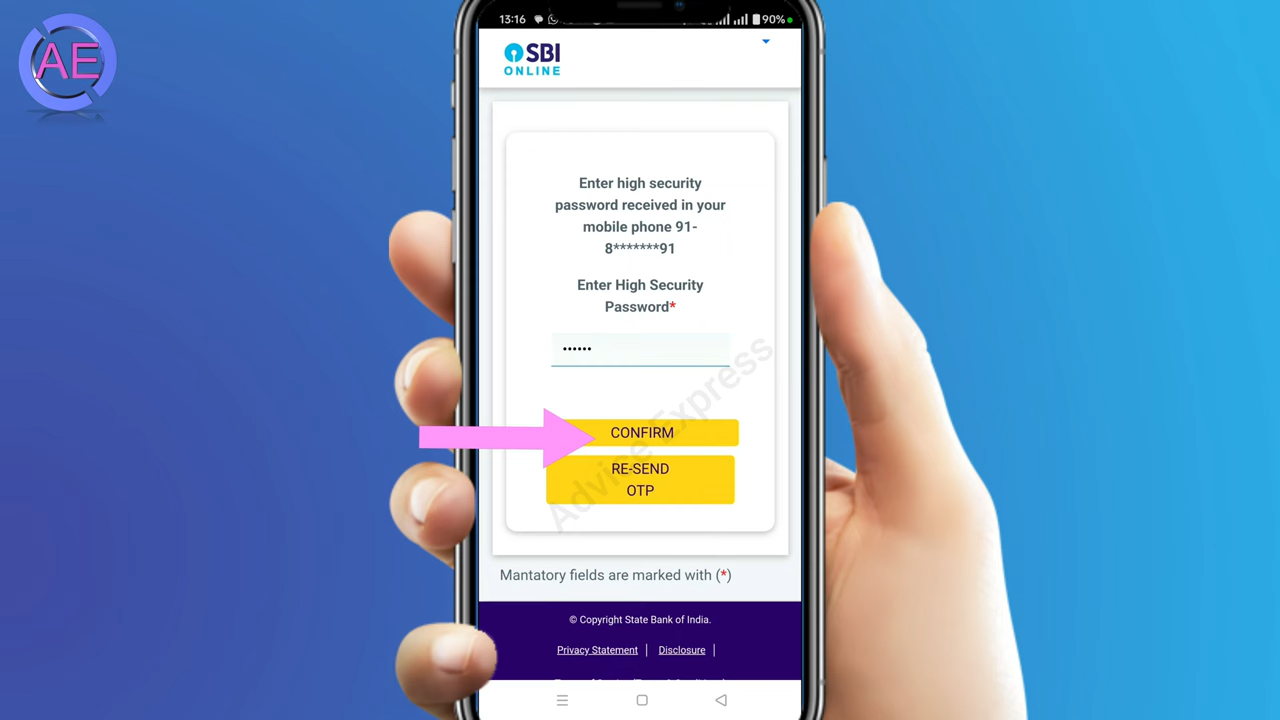 AE
13:16
90%
SBI
ONLINE
Enter high security
password received in your
mobile phone 91-
8*******91
Enter High Security
Password*
••••••
CONFIRM
RE-SEND
OTP
Advice Express
Mantatory fields are marked with (*)
© Copyright State Bank of India.
Privacy Statement |
Disclosure |